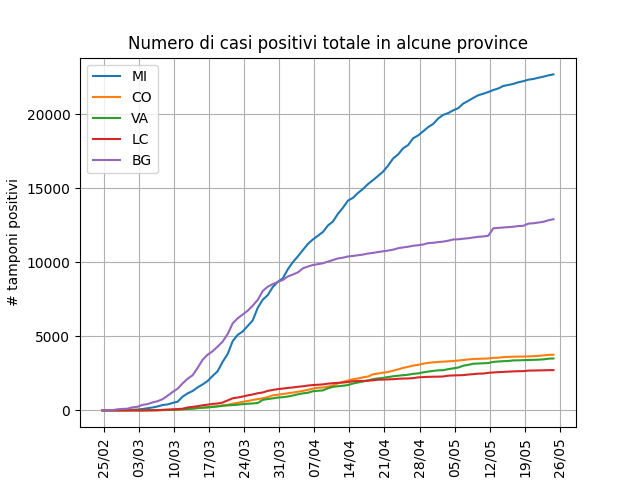 Numero di casi positivi totale in alcune province
MI
CO
VA
LC
BG
# tamponi positivi
20000
15000
10000
5000
0
25/02
03/03
10/03
17/03
24/03
31/03
07/04
14/04
21/04
28/04
05/05
12/05
19/05
26/05